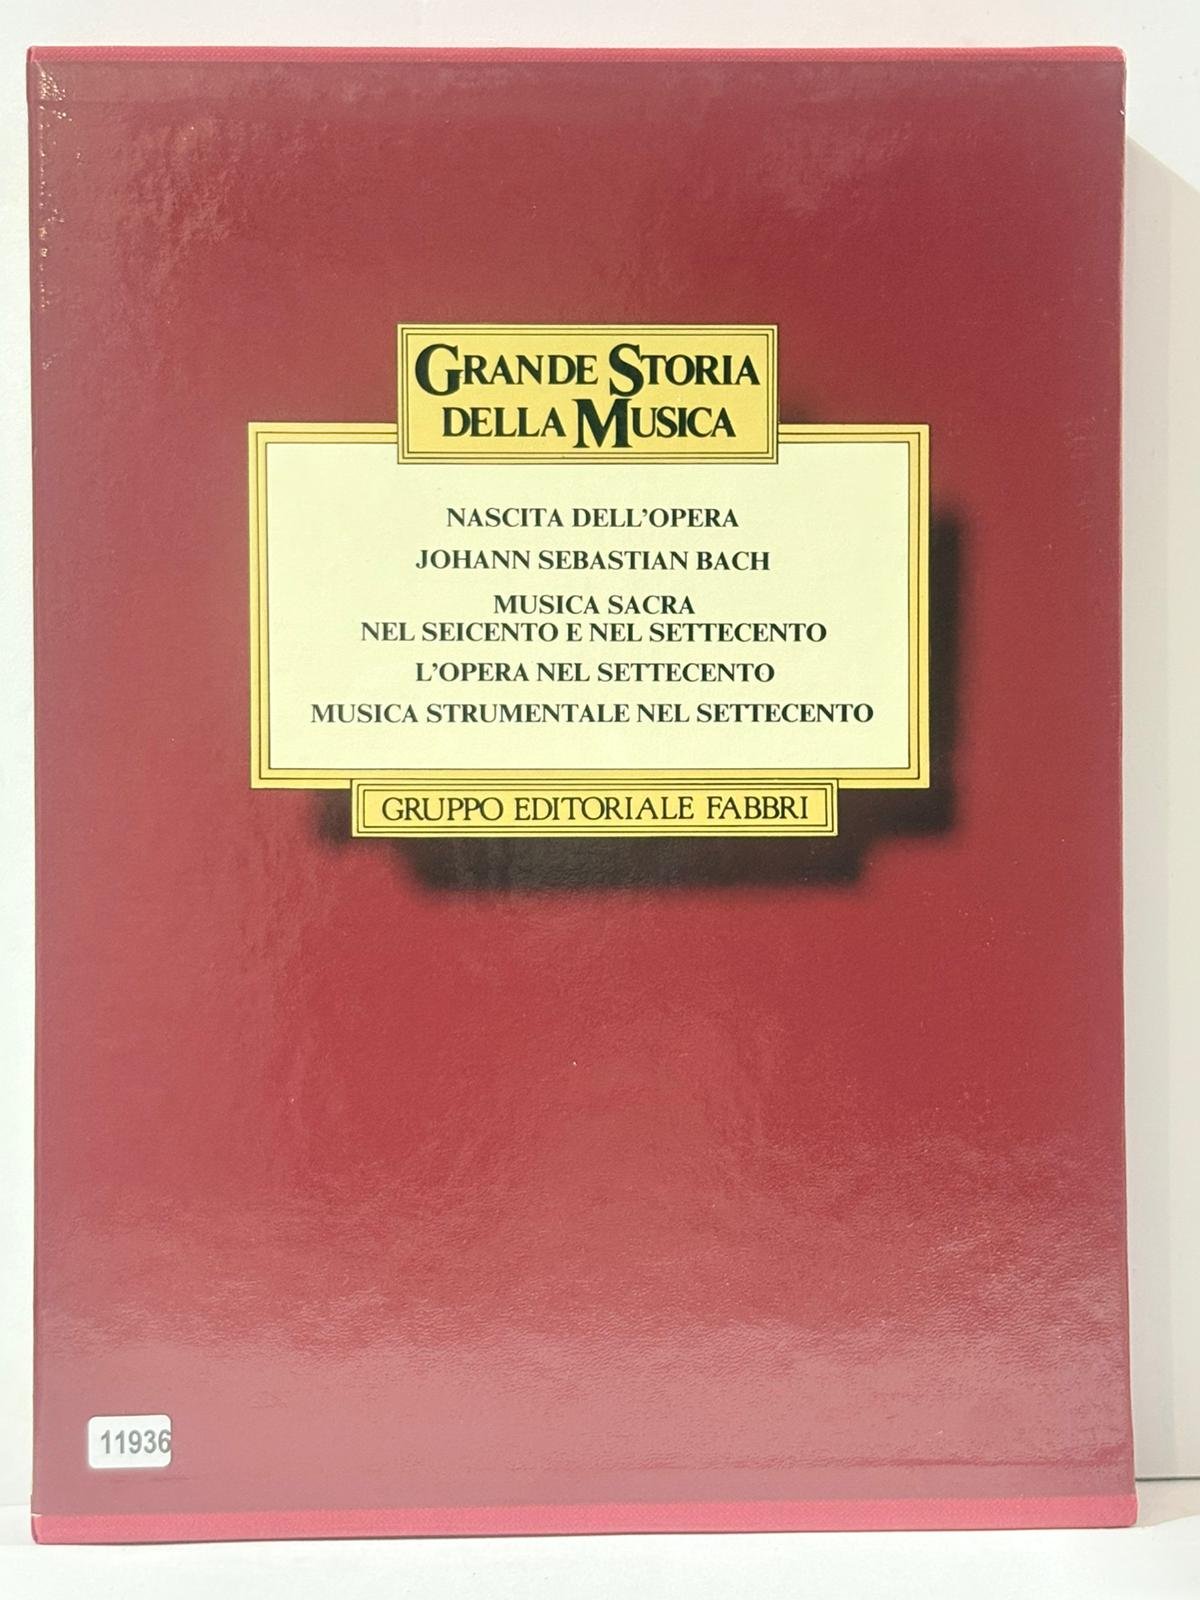 GRANDE STORIA
DELLA MUSICA
NASCITA DELL'OPERA
JOHANN SEBASTIAN BACH
MUSICA SACRA
NEL SEICENTO E NEL SETTECENTO
L'OPERA NEL SETTECENTO
MUSICA STRUMENTALE NEL SETTECENTO
GRUPPO EDITORIALE FABBRI
11936